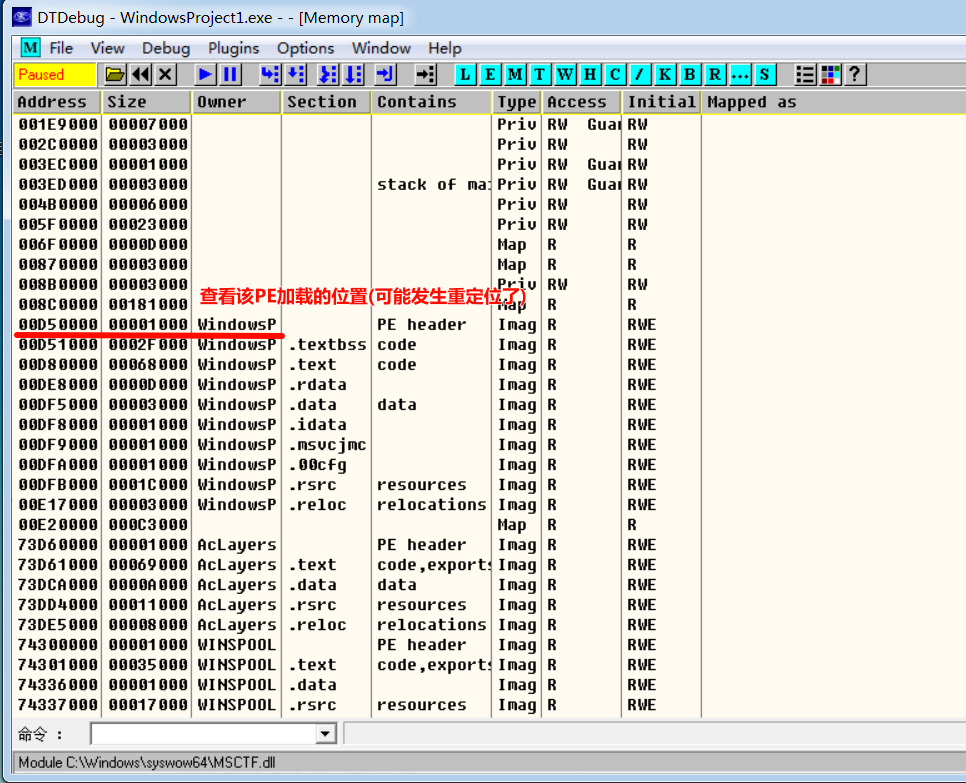 DTDebug - WindowsProject1.exe - - [Memory map]
M File View Debug Plugins Options Window Help
Paused L E M T W H C / K B R ... S ?
Address Size Owner Section Contains Type Access Initial Mapped as
001E9000 00007000 Priv RW Guar RW
002C0000 00003000 Priv RW RW
003EC000 00001000 Priv RW Guar RW
003ED000 00003000 stack of mai Priv RW Guar RW
004B0000 00006000 Priv RW RW
005F0000 00023000 Priv RW RW
006F0000 0000D000 Map R R
00870000 00003000 Map R R
008B0000 00003000 Priv RW RW
查看该PE加载的位置(可能发生重定位了)
008C0000 00181000 Map R R
00D50000 00001000 WindowsP PE header Imag R RWE
00D51000 0002F000 WindowsP .textbss code Imag R RWE
00D80000 00068000 WindowsP .text code Imag R RWE
00DE8000 0000D000 WindowsP .rdata Imag R RWE
00DF5000 00003000 WindowsP .data data Imag R RWE
00DF8000 00001000 WindowsP .idata Imag R RWE
00DF9000 00001000 WindowsP .msvcjmc Imag R RWE
00DFA000 00001000 WindowsP .00cfg Imag R RWE
00DFB000 0001C000 WindowsP .rsrc resources Imag R RWE
00E17000 00003000 WindowsP .reloc relocations Imag R RWE
00E20000 000C3000 Map R R
73D60000 00001000 AcLayers PE header Imag R RWE
73D61000 00069000 AcLayers .text code,exports Imag R RWE
73DCA000 0000A000 AcLayers .data data Imag R RWE
73DD4000 00011000 AcLayers .rsrc resources Imag R RWE
73DE5000 00008000 AcLayers .reloc relocations Imag R RWE
74300000 00001000 WINSPOOL PE header Imag R RWE
74301000 00035000 WINSPOOL .text code,exports Imag R RWE
74336000 00001000 WINSPOOL .data Imag R RWE
74337000 00017000 WINSPOOL .rsrc resources Imag R RWE
命令 :
Module C:\Windows\syswow64\MSCTF.dll